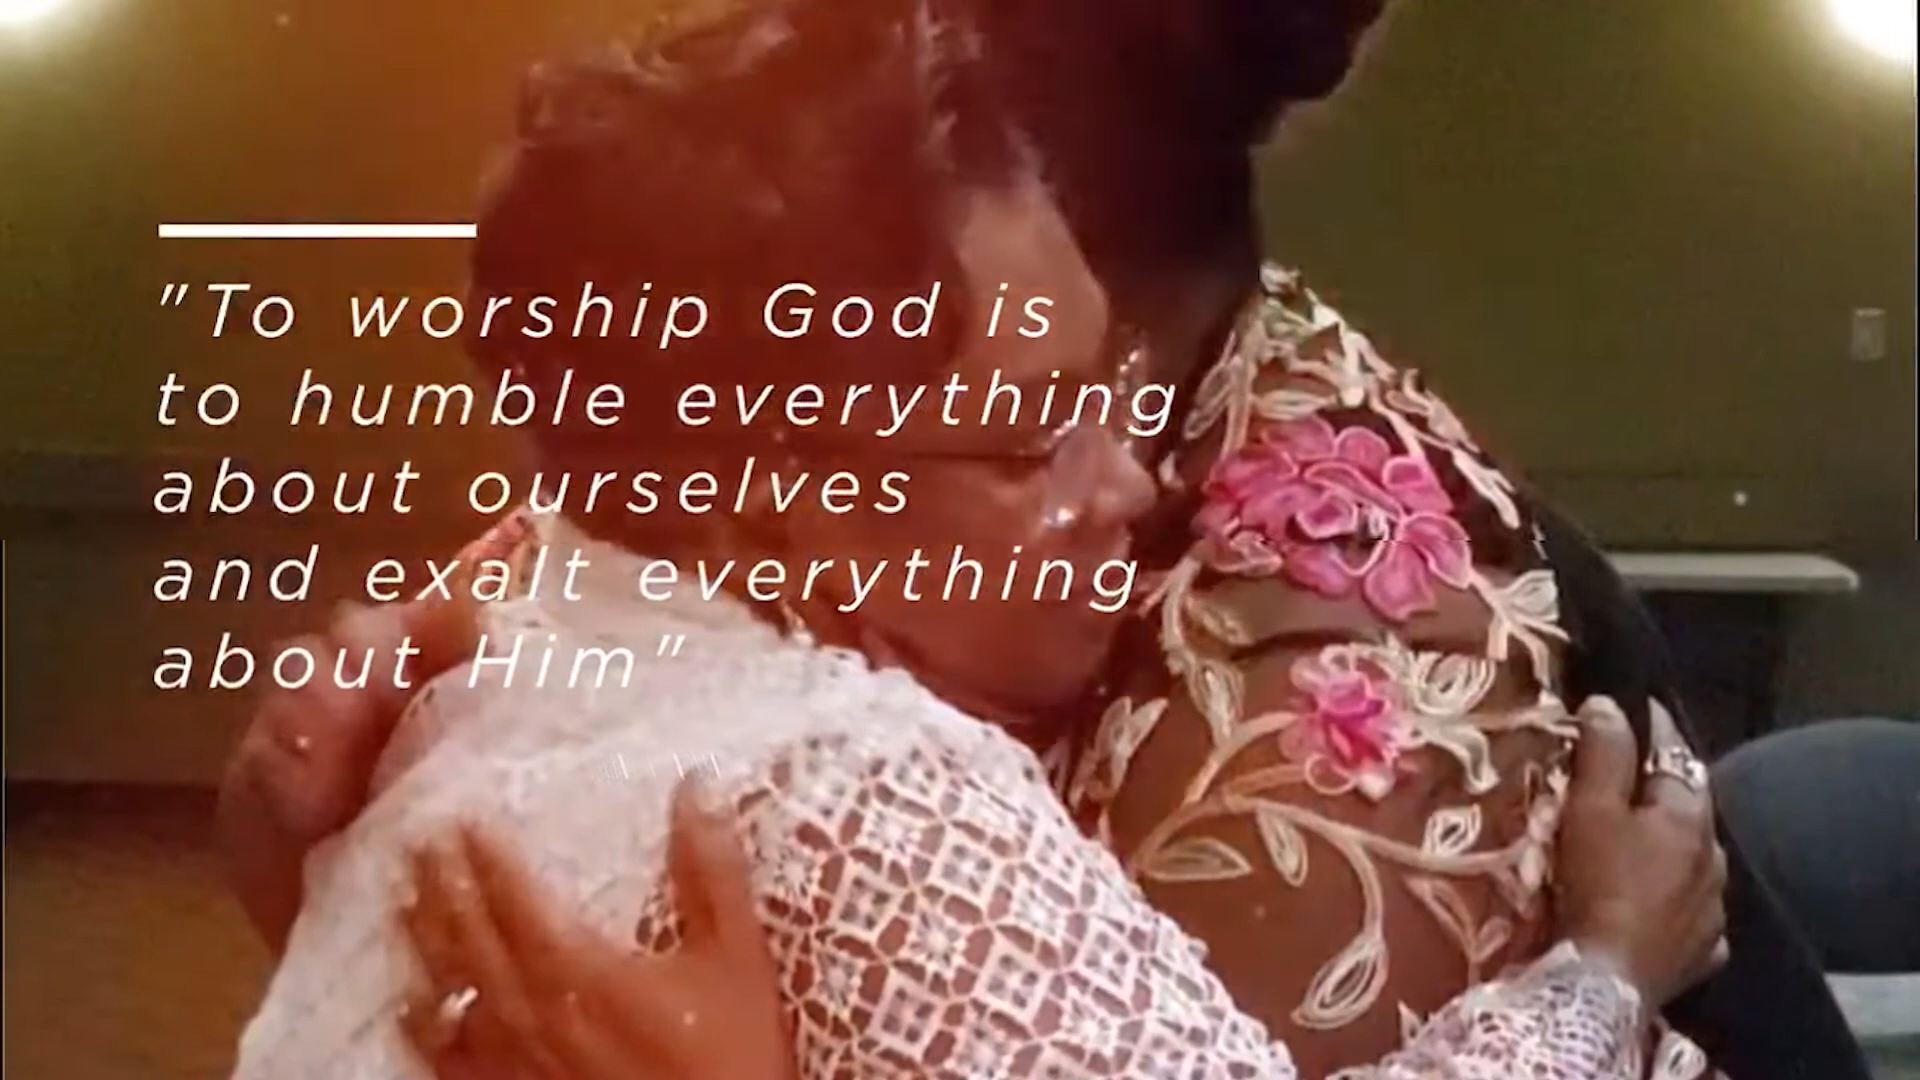 "To worship God is
to humble everything
about ourselves
and exalt everything
about Him"